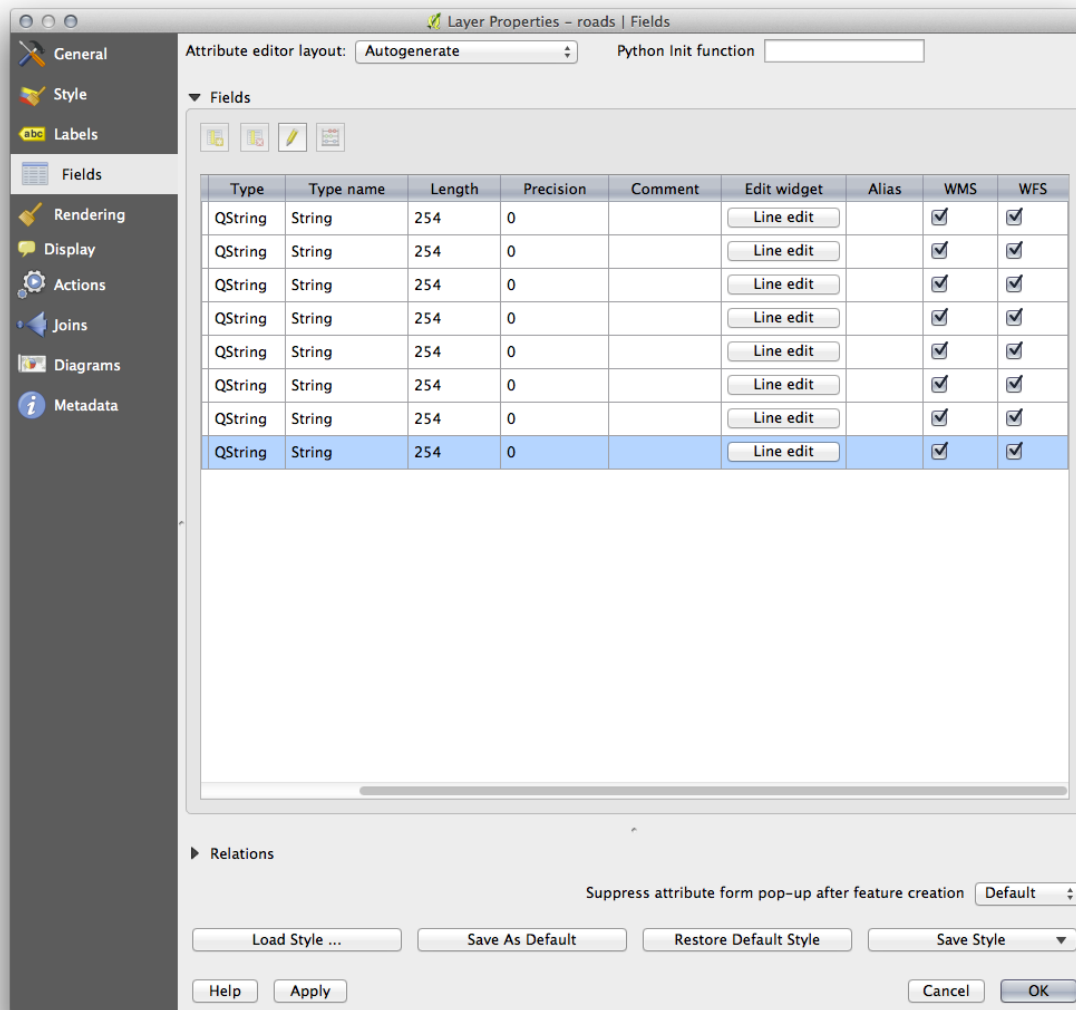 Layer Properties – roads | Fields
General
Style
abc Labels
Fields
Rendering
Display
Actions
Joins
Diagrams
i Metadata
Attribute editor layout: Autogenerate Python Init function
Fields
Type Type name Length Precision Comment Edit widget Alias WMS WFS
QString String 254 0 Line edit
QString String 254 0 Line edit
QString String 254 0 Line edit
QString String 254 0 Line edit
QString String 254 0 Line edit
QString String 254 0 Line edit
QString String 254 0 Line edit
QString String 254 0 Line edit
Relations
Suppress attribute form pop-up after feature creation Default
Load Style ... Save As Default Restore Default Style Save Style
Help Apply Cancel OK